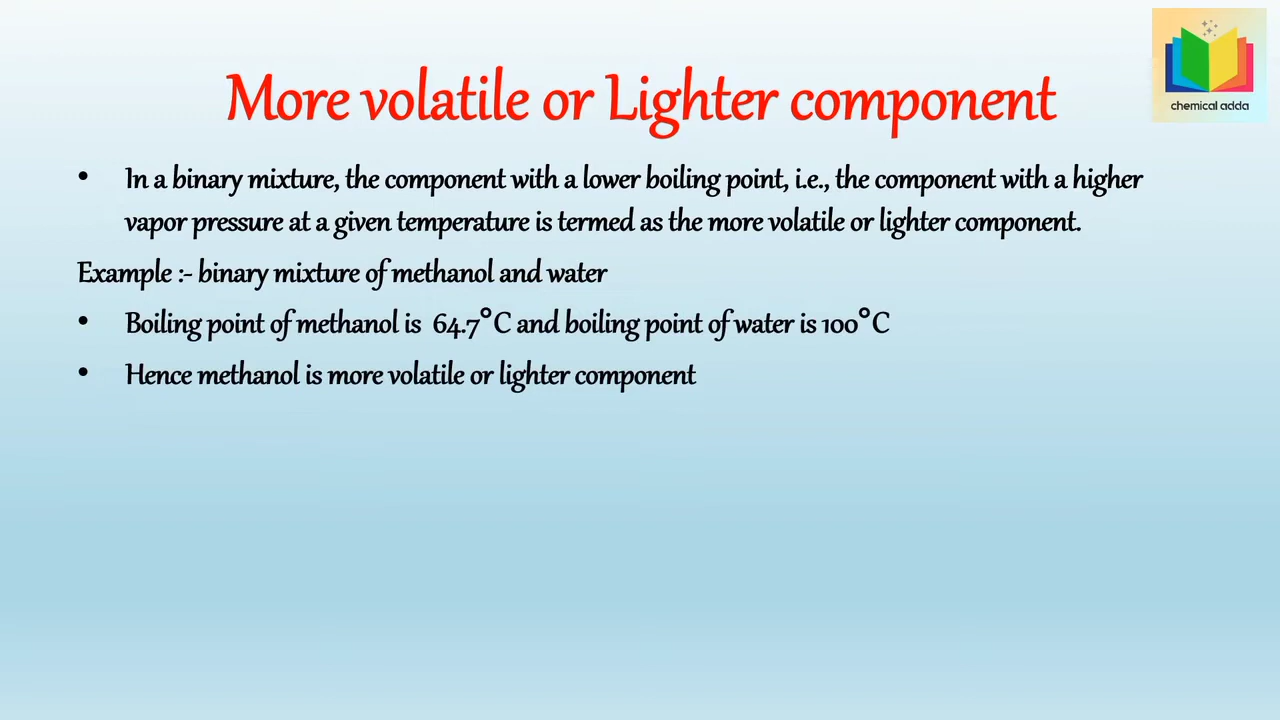 chemical adda
More volatile or Lighter component
• In a binary mixture, the component with a lower boiling point, i.e., the component with a higher
vapor pressure at a given temperature is termed as the more volatile or lighter component.
Example :- binary mixture of methanol and water
• Boiling point of methanol is 64.7°C and boiling point of water is 100°C
• Hence methanol is more volatile or lighter component